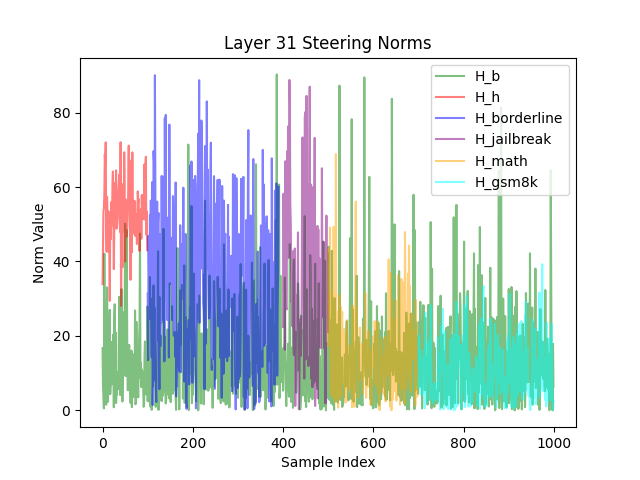 Layer 31 Steering Norms
H_b
H_h
H_borderline
H_jailbreak
H_math
H_gsm8k
Norm Value
80
60
40
20
0
0 200 400 600 800 1000
Sample Index